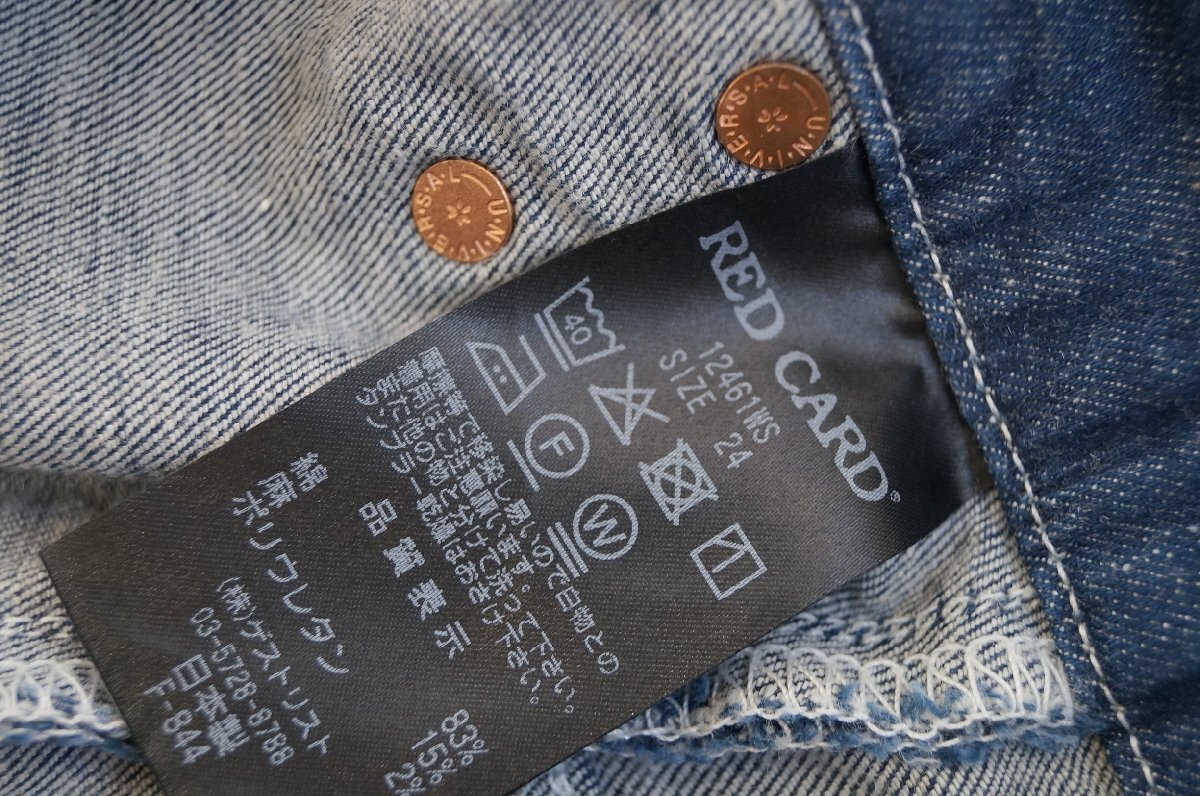 U·N·I·V·E·R·S·A·L
U·N·I·V·E·R·S·A·L
RED CARD®
12461WS
SIZE 24
40
F
W
摩擦等で移染し易いので白物との
着用はご注意願います。
また他の物と分けて洗って下さい。
タンブラー乾燥はおさけ下さい。
品質表示
綿 83%
麻 15%
ポリウレタン 2%
(株)ゲストリスト
03-5728-8788
日本製
F-844